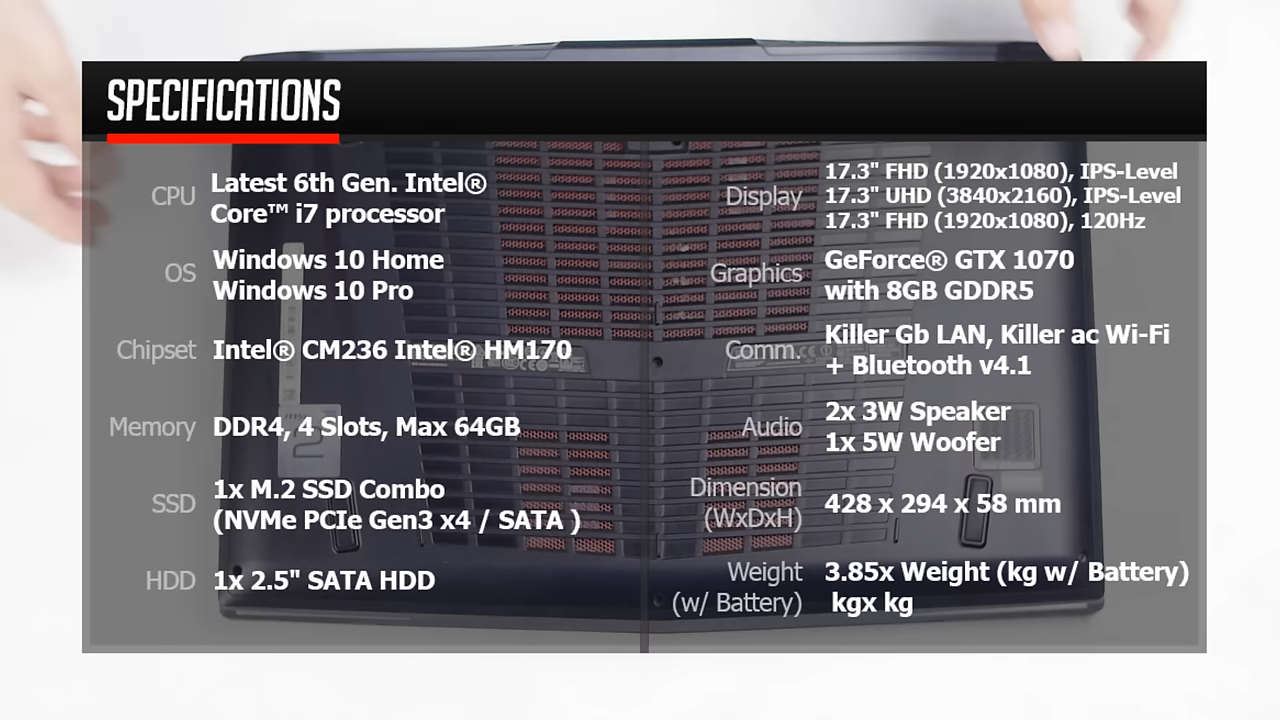 SPECIFICATIONS
CPU
Latest 6th Gen. Intel®
Core™ i7 processor
OS
Windows 10 Home
Windows 10 Pro
Chipset
Intel® CM236 Intel® HM170
Memory
DDR4, 4 Slots, Max 64GB
SSD
1x M.2 SSD Combo
(NVMe PCIe Gen3 x4 / SATA )
HDD
1x 2.5" SATA HDD
Display
17.3" FHD (1920x1080), IPS-Level
17.3" UHD (3840x2160), IPS-Level
17.3" FHD (1920x1080), 120Hz
Graphics
GeForce® GTX 1070
with 8GB GDDR5
Comm.
Killer Gb LAN, Killer ac Wi-Fi
+ Bluetooth v4.1
Audio
2x 3W Speaker
1x 5W Woofer
Dimension
(WxDxH)
428 x 294 x 58 mm
Weight
(w/ Battery)
3.85x Weight (kg w/ Battery)
kgx kg